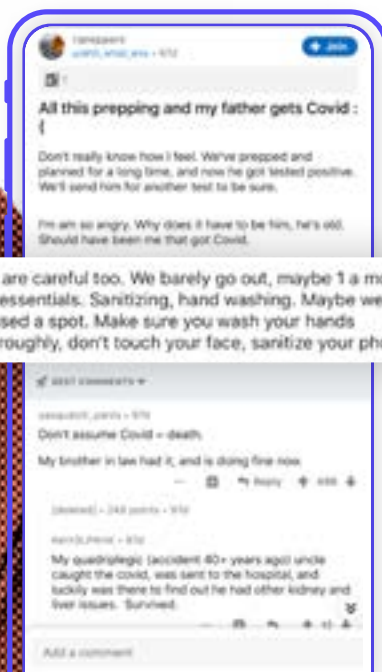 Join
All this prepping and my father gets Covid :
(
Don't really know how I feel. We've prepped and
planned for a long time, and now he got tested positive.
We'll send him for another test to be sure.
I'm am so angry. Why does it have to be him, he's old.
Should have been me that got Covid.
are careful too. We barely go out, maybe 1 a mo
essentials. Sanitizing, hand washing. Maybe we
sed a spot. Make sure you wash your hands
roughly, don't touch your face, sanitize your pho
BEST COMMENTS
Don't assume Covid = death.
My brother in law had it, and is doing fine now.
Reply
My quadriplegic (accident 40+ years ago) uncle
caught the covid, was sent to the hospital, and
luckily was there to find out he had other kidney and
liver issues. Survived.
Add a comment